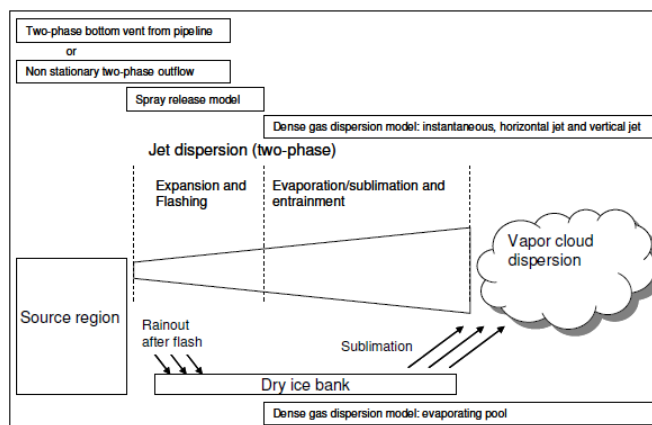 Two-phase bottom vent from pipeline
or
Non stationary two-phase outflow
Spray release model
Dense gas dispersion model: instantaneous, horizontal jet and vertical jet
Jet dispersion (two-phase)
Expansion and
Flashing
Evaporation/sublimation and
entrainment
Vapor cloud
dispersion
Source region
Rainout
after flash
Sublimation
Dry ice bank
Dense gas dispersion model: evaporating pool